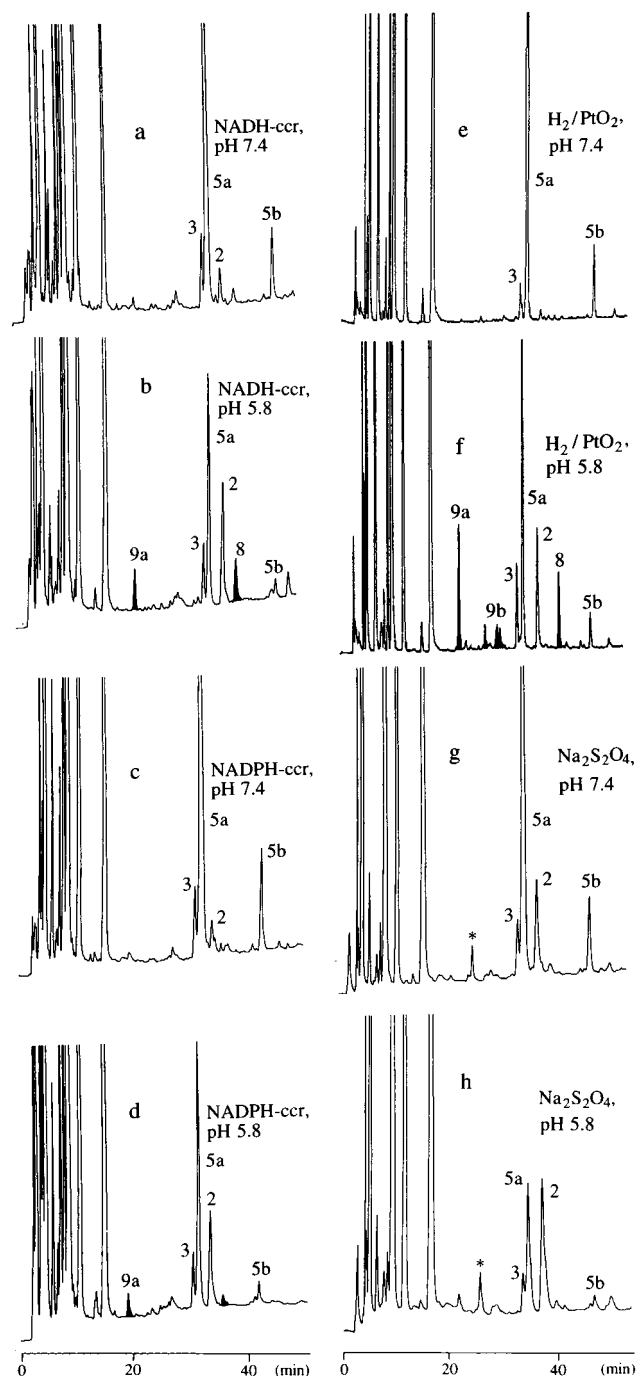 a
NADH-ccr,
pH 7.4
5a
3
2
5b
b
NADH-ccr,
pH 5.8
5a
2
9a
3
8
5b
c
NADPH-ccr,
pH 7.4
5a
3
2
5b
d
NADPH-ccr,
pH 5.8
5a
2
9a
3
5b
0 20 40 (min)
e
H2/PtO2,
pH 7.4
5a
3
5b
f
H2/PtO2,
pH 5.8
5a
9a
2
3
8
9b
5b
g
Na2S2O4,
pH 7.4
5a
2
3
5b
*
h
Na2S2O4,
pH 5.8
5a 2
*
3
5b
0 20 40 (min)